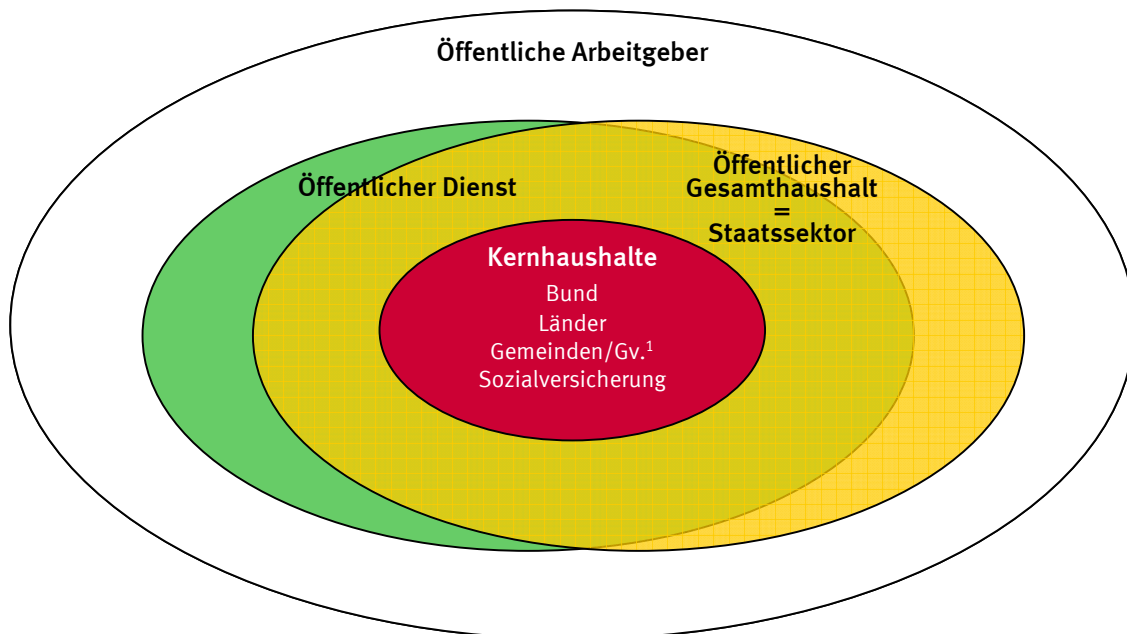 Öffentliche Arbeitgeber
Öffentlicher Dienst
Öffentlicher
Gesamthaushalt
=
Staatssektor
Kernhaushalte
Bund
Länder
Gemeinden/Gv.¹
Sozialversicherung